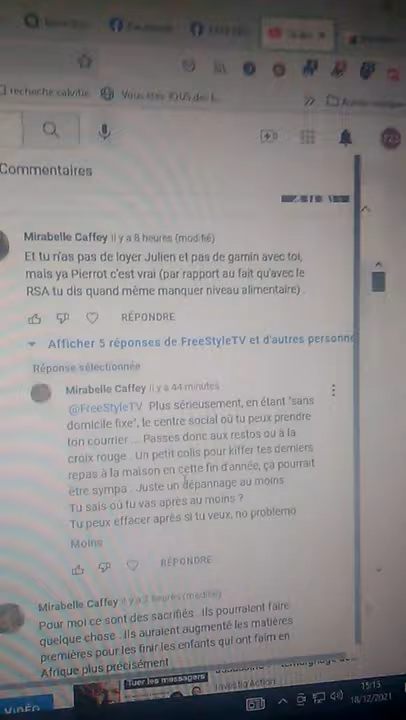 Facebook
Commentaires
Mirabelle Caffey il y a 8 heures (modifié)
Et tu n'as pas de loyer Julien et pas de gamin avec toi,
mais ya Pierrot c'est vrai (par rapport au fait qu'avec le
RSA tu dis quand même manquer niveau alimentaire) .
RÉPONDRE
Afficher 5 réponses de FreeStyleTV et d'autres personne
Réponse sélectionnée
Mirabelle Caffey il y a 44 minutes
@FreeStyleTV Plus sérieusement, en étant "sans
domicile fixe", le centre social où tu peux prendre
ton courrier ... Passes donc aux restos ou à la
croix rouge . Un petit colis pour kiffer tes derniers
repas à la maison en cette fin d'année, ça pourrait
être sympa . Juste un dépannage au moins
Tu sais où tu vas après au moins ?
Tu peux effacer après si tu veux, no problemo
Moins
RÉPONDRE
Mirabelle Caffey il y a 2 heures (modifié)
Pour moi ce sont des sacrifiés . Ils pourraient faire
quelque chose . Ils auraient augmenté les matières
premières pour les finir les enfants qui ont faim en
Afrique plus précisément
Tuer les messagers
VIDÉO
15:15
18/12/2021